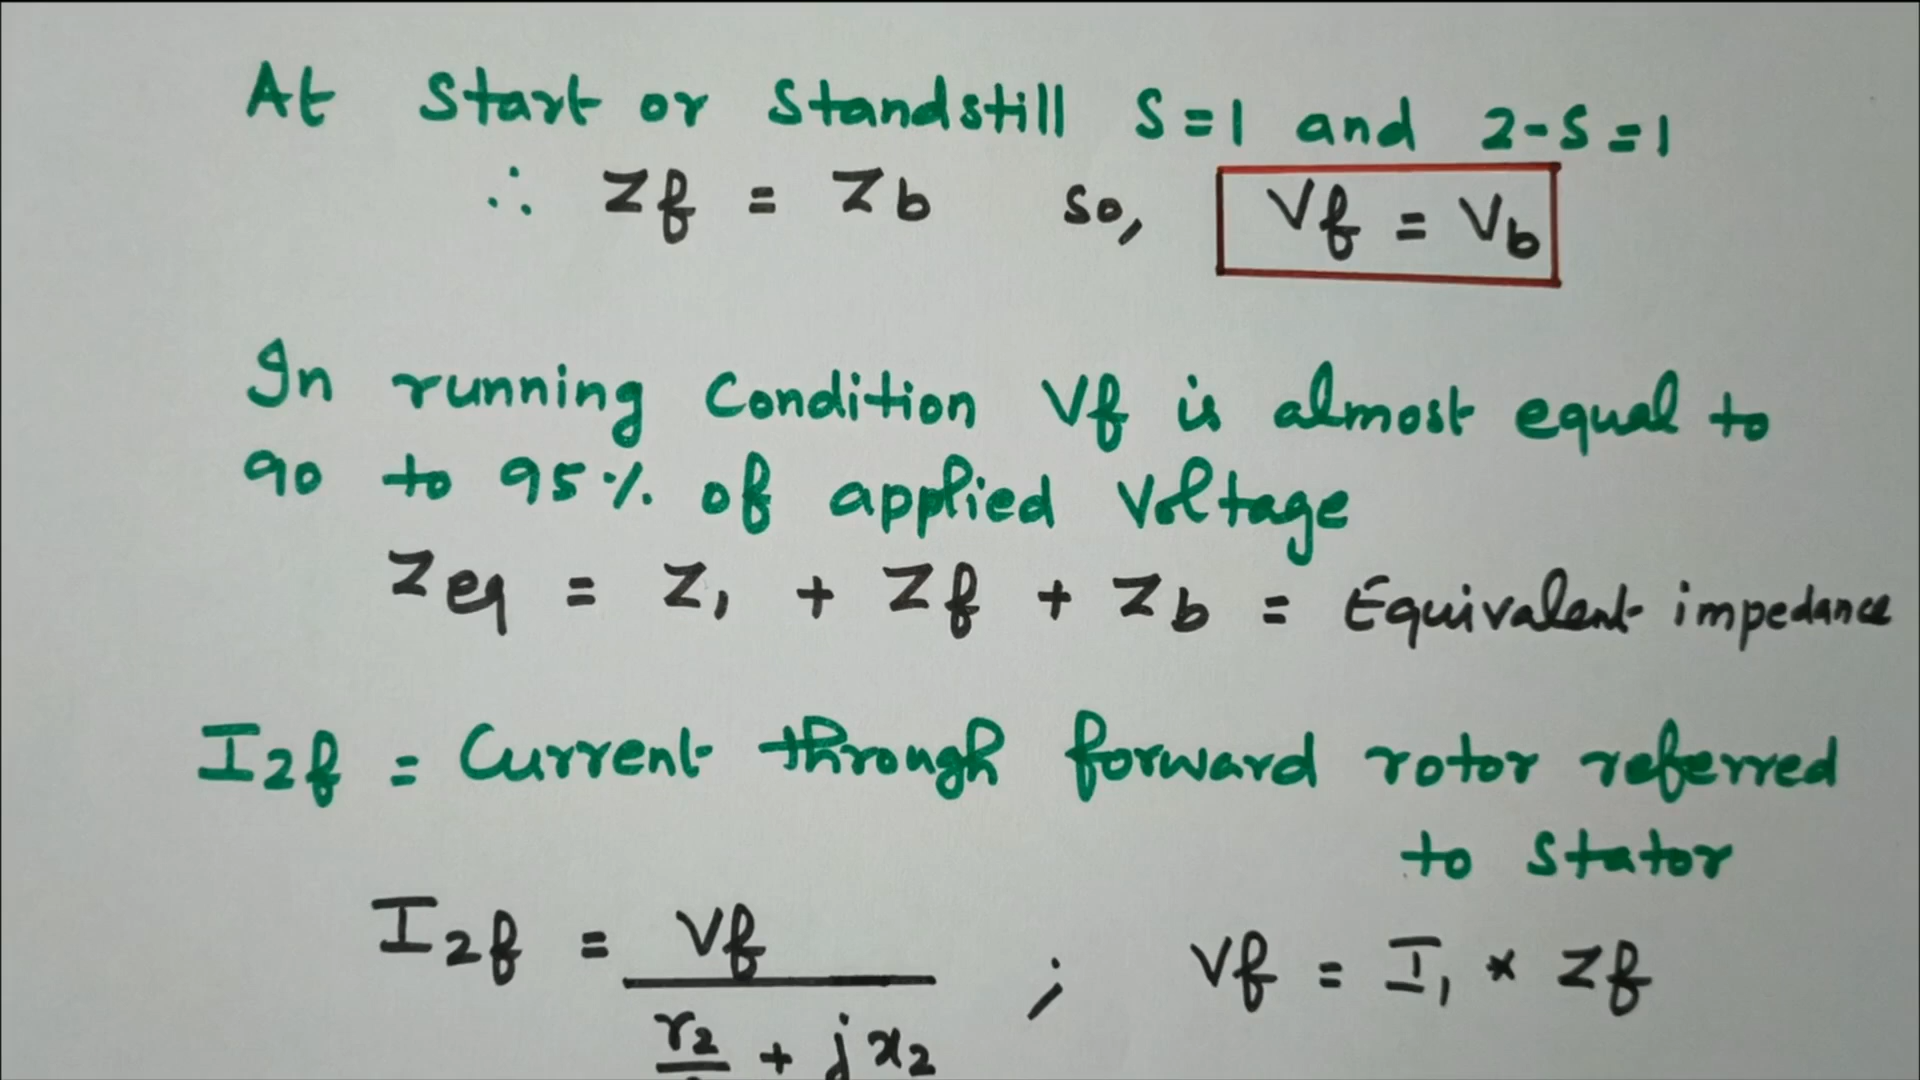 At Start or Standstill S=1 and 2-S=1
∴ Zf = Zb so, Vf = Vb
In running Condition Vf is almost equal to
90 to 95% of applied Voltage
Zeq = Z1 + Zf + Zb = Equivalent impedance
I2f = Current through forward rotor referred
to Stator
I2f = Vf ; Vf = I1 * Zf
r2 + jx2